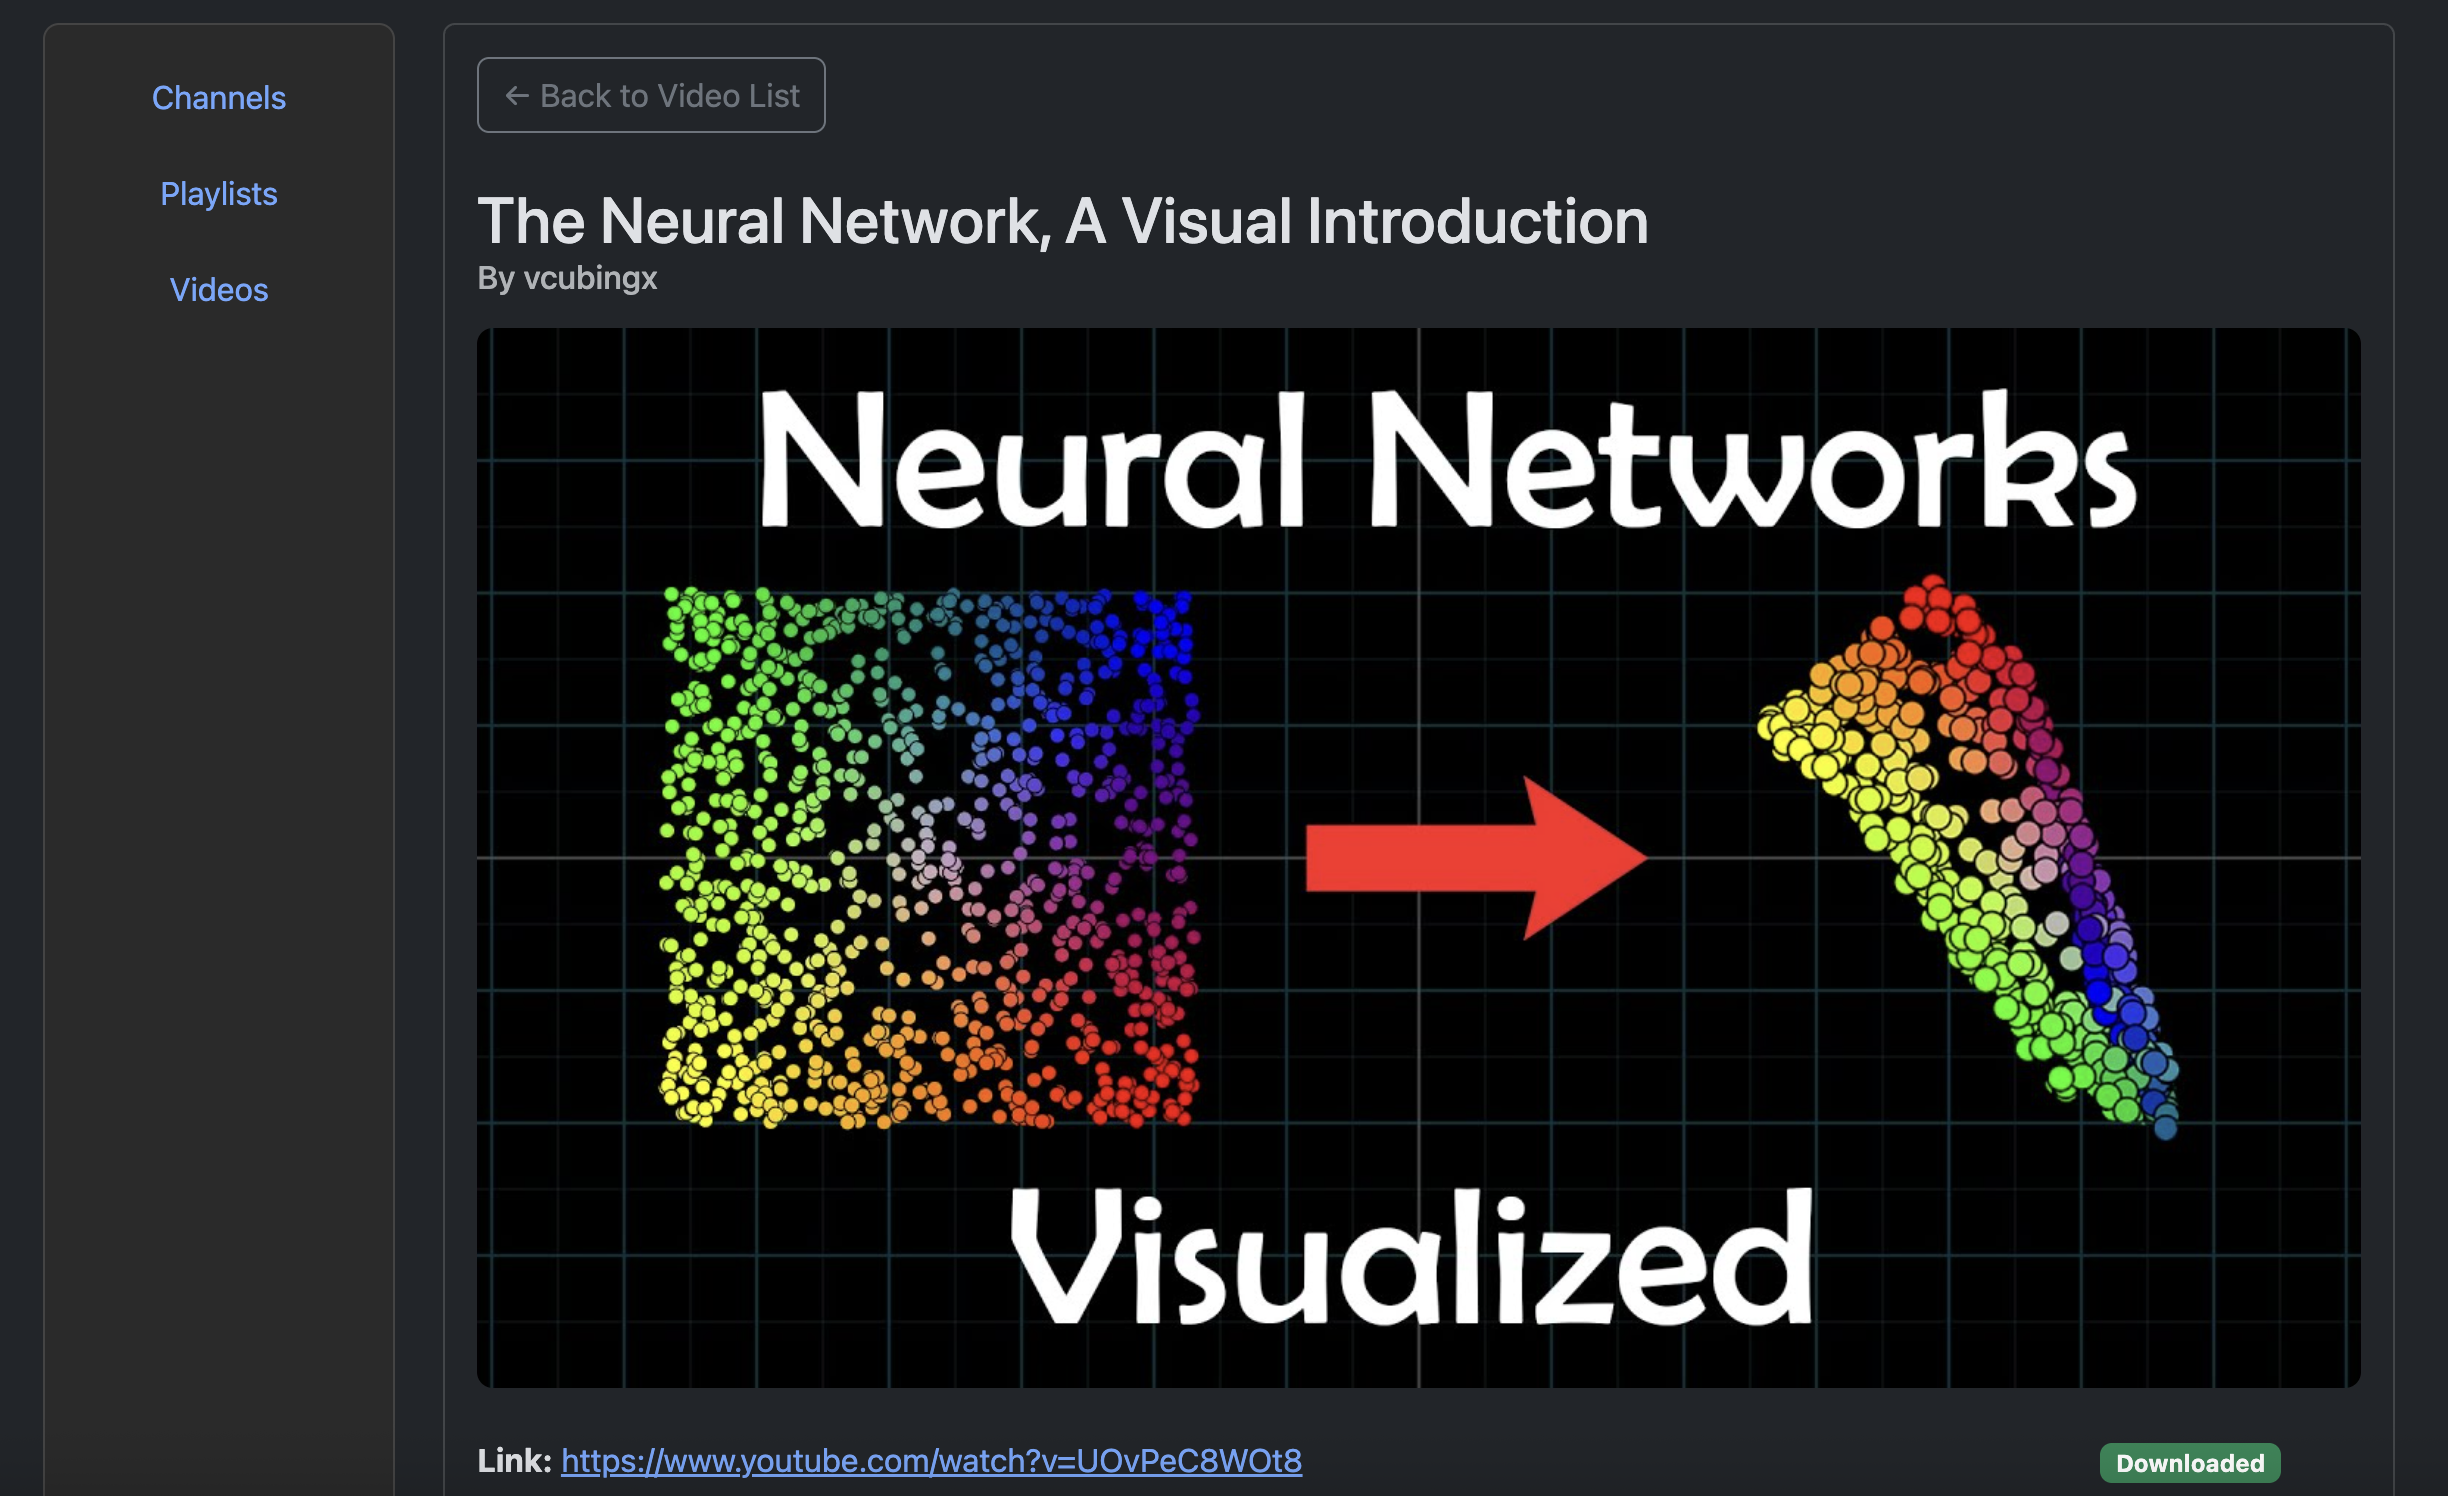 Channels
Playlists
Videos
← Back to Video List
The Neural Network, A Visual Introduction
By vcubingx
Neural Networks
Visualized
Link: https://www.youtube.com/watch?v=UOvPeC8WOt8
Downloaded